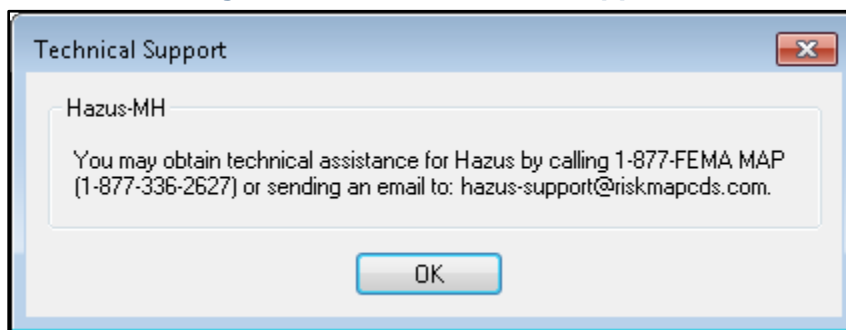 Technical Support
Hazus-MH
You may obtain technical assistance for Hazus by calling 1-877-FEMA MAP
(1-877-336-2627) or sending an email to: hazus-support@riskmapcds.com.
OK